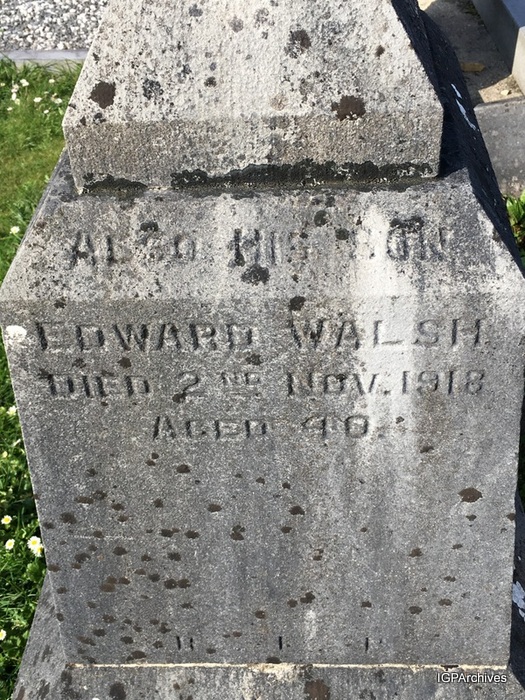 ALSO HIS SON
EDWARD WALSH
DIED 2ND NOV. 1918
AGED 40.
IGPArchives